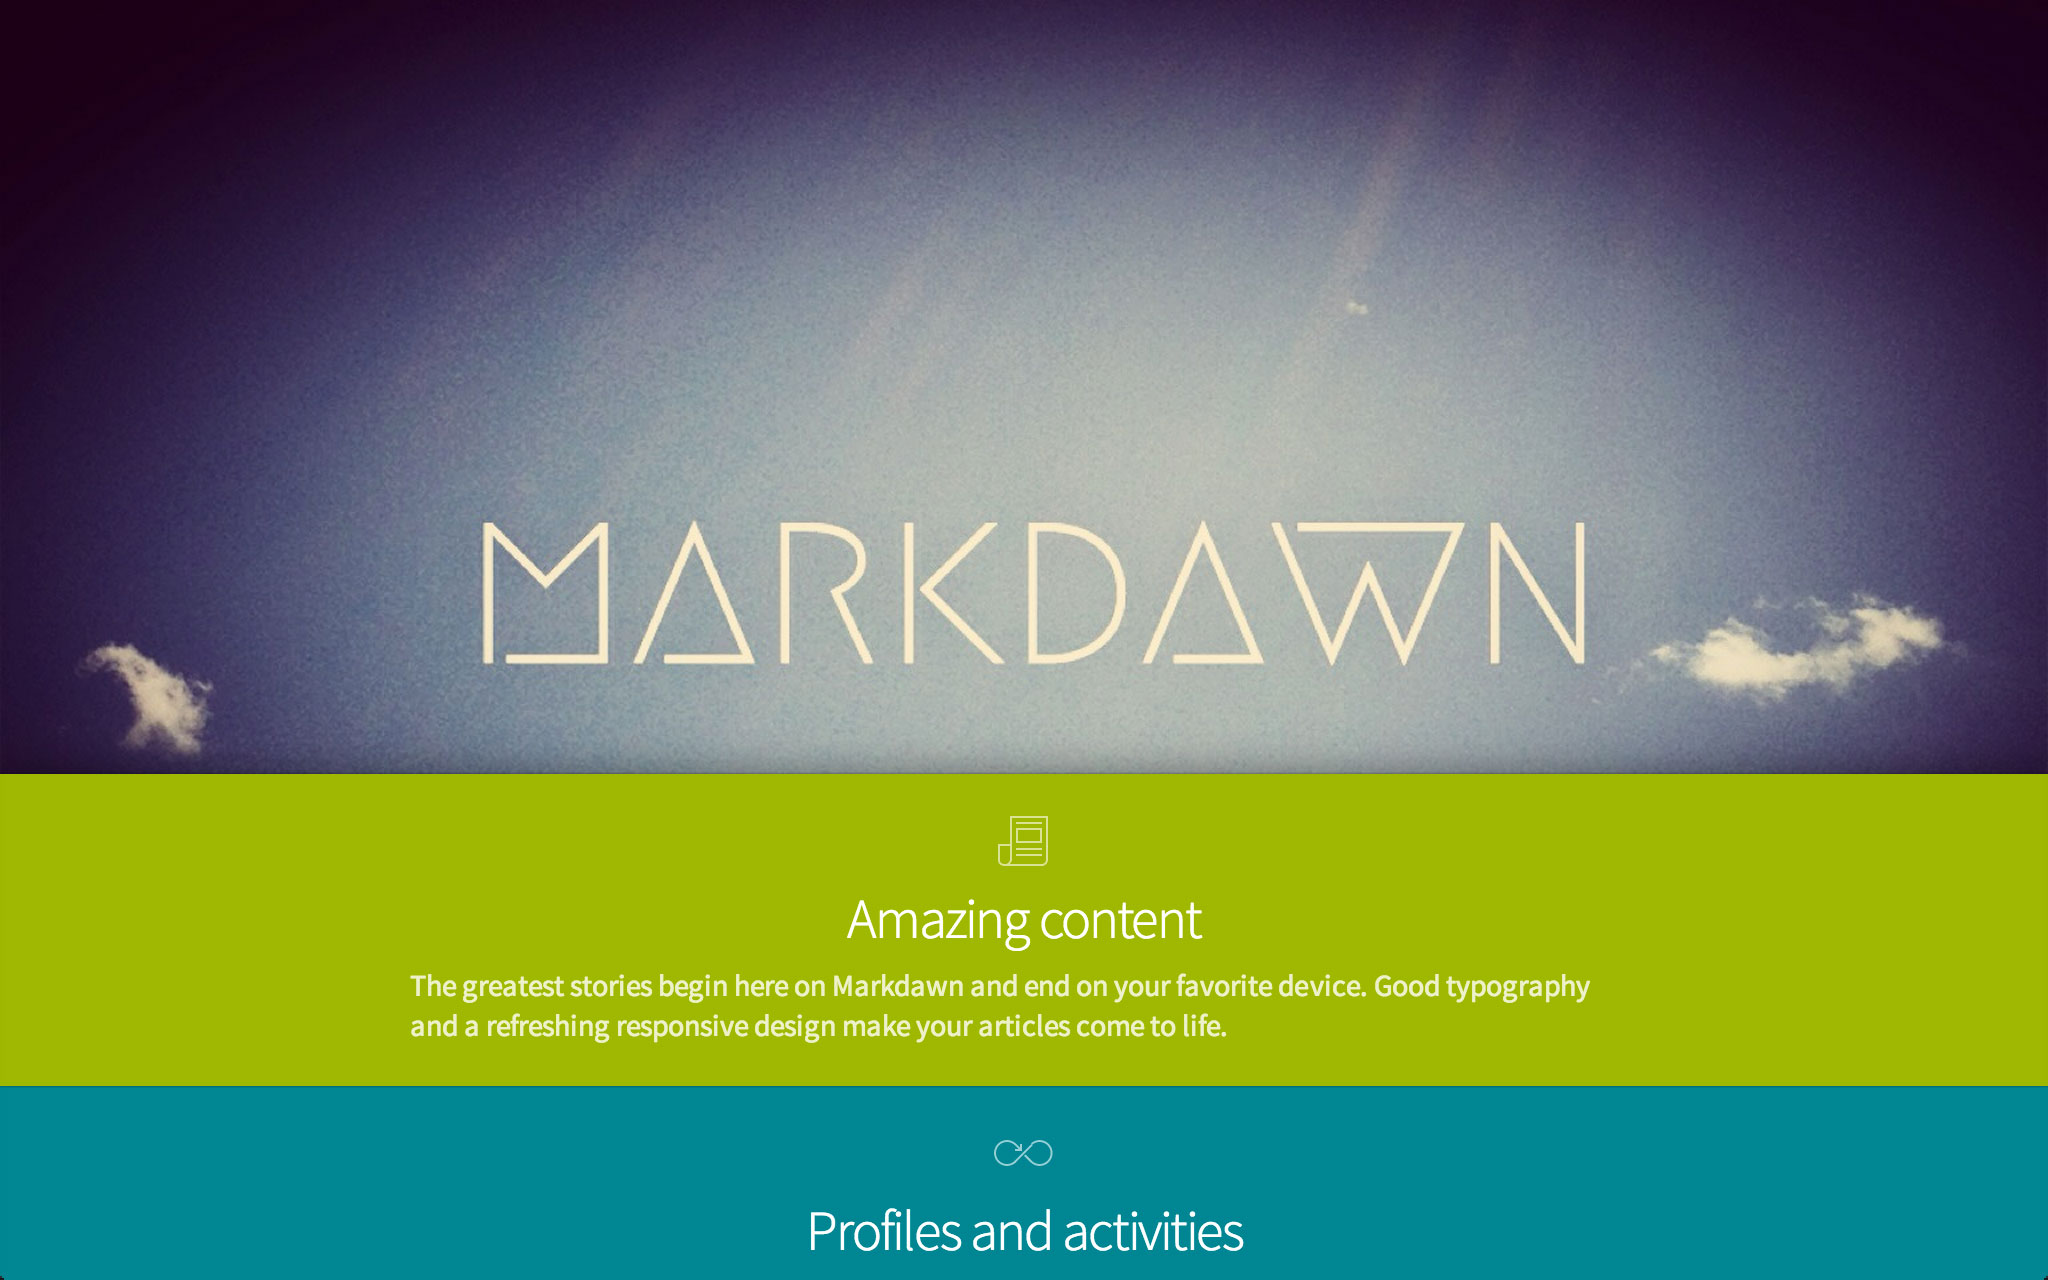 MARKDAWN
Amazing content
The greatest stories begin here on Markdawn and end on your favorite device. Good typography
and a refreshing responsive design make your articles come to life.
Profiles and activities